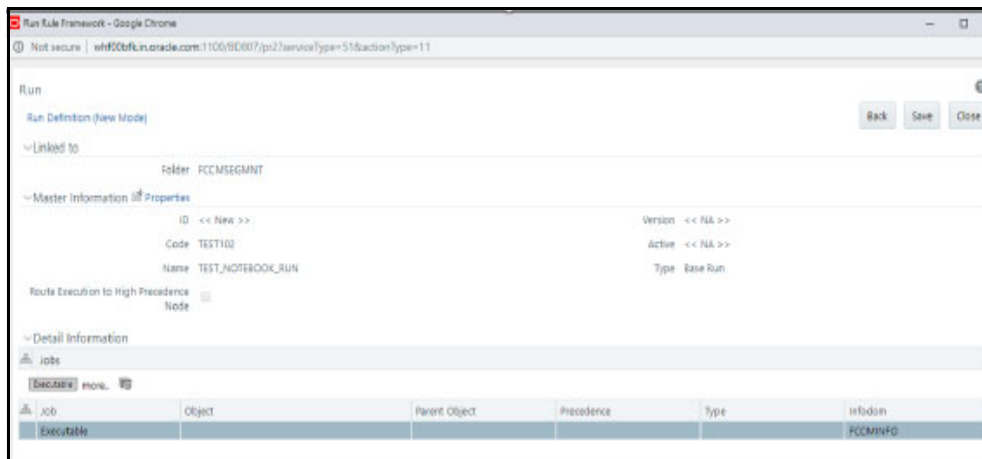 Run Rule Framework - Google Chrome
Not secure | whf00bfk.in.oracle.com:1100/BD807/pr2?serviceType=51&actionType=11
Run
Run Definition (New Mode)
Back Save Close
Linked to
Folder FCCMSEGMNT
Master Information Properties
ID << New >> Version << NA >>
Code TEST102 Active << NA >>
Name TEST_NOTEBOOK_RUN Type Base Run
Route Execution to High Precedence
Node
Detail Information
Jobs
Executable more..
Job Object Parent Object Precedence Type Infodom
Executable FCCMINFO